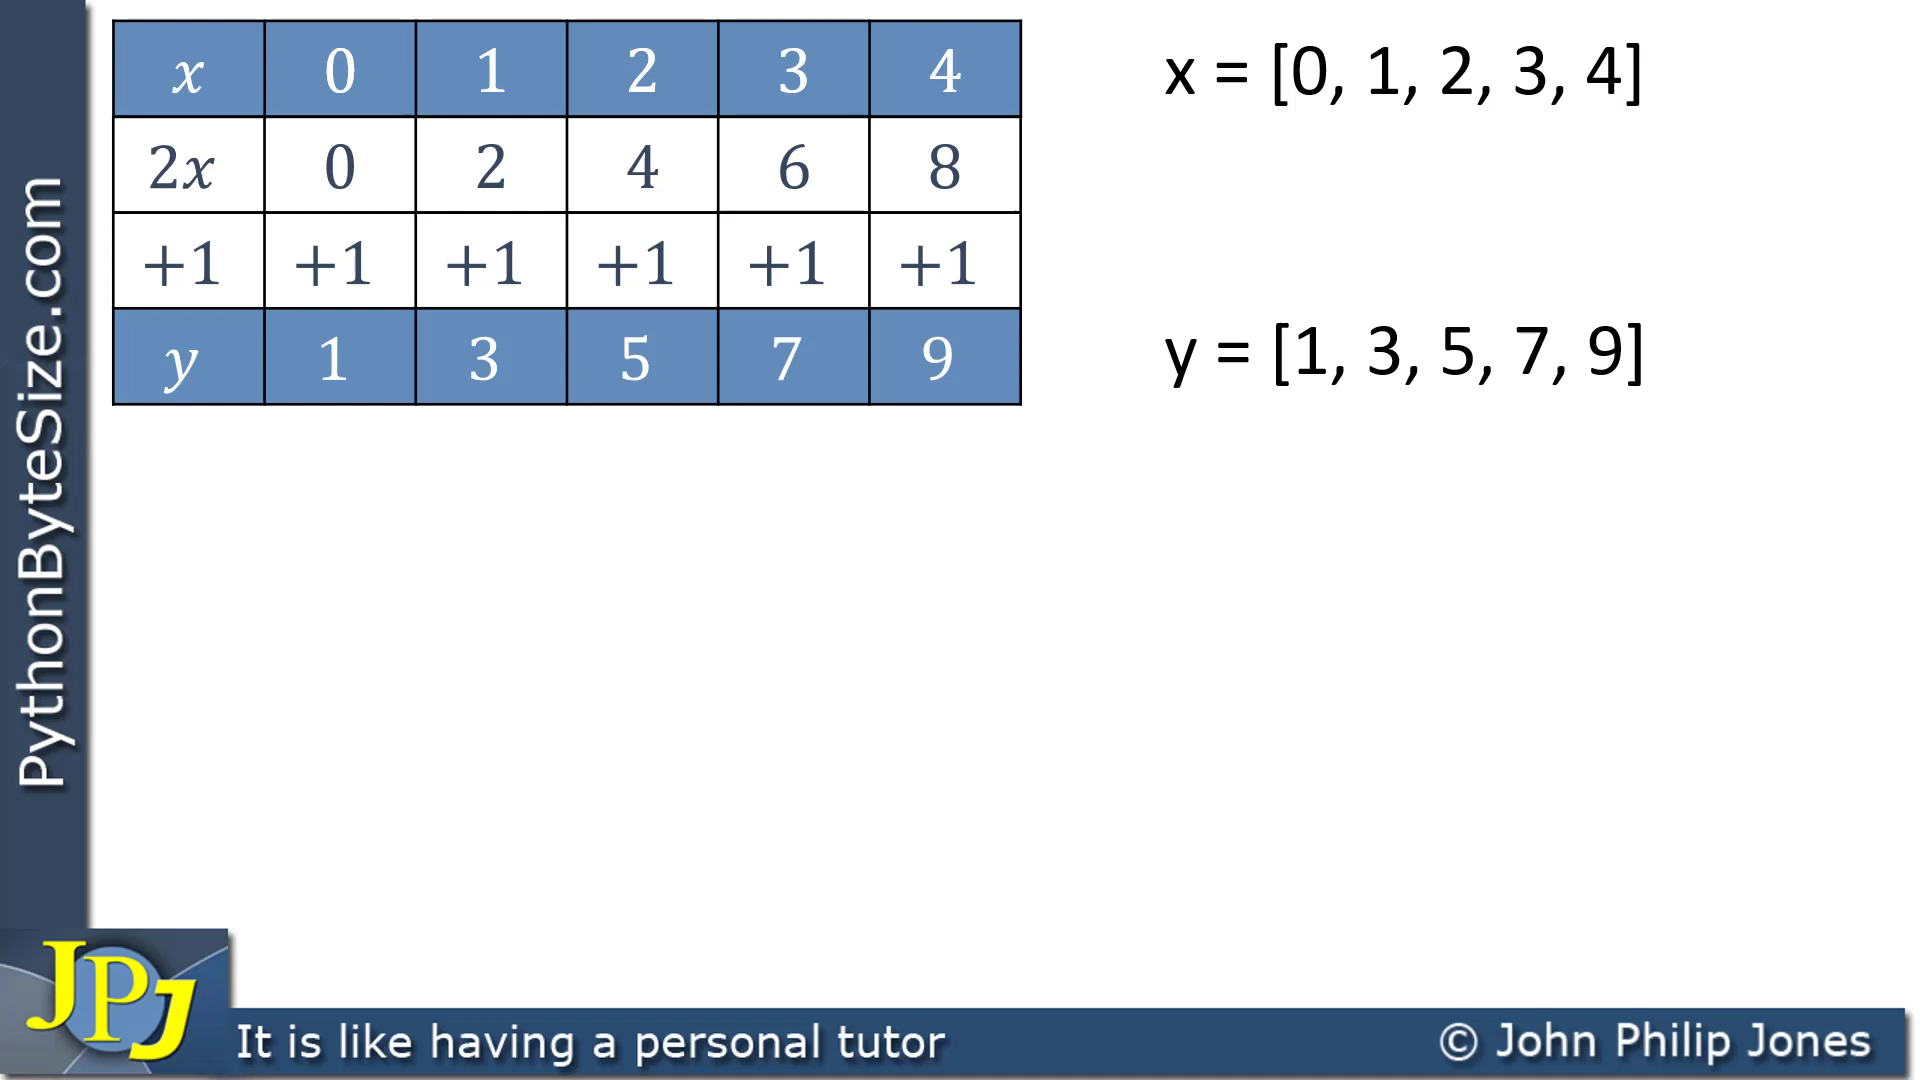 x 0 1 2 3 4
2x 0 2 4 6 8
+1 +1 +1 +1 +1 +1
y 1 3 5 7 9
x = [0, 1, 2, 3, 4]
y = [1, 3, 5, 7, 9]
PythonByteSize.com
JPJ
It is like having a personal tutor
© John Philip Jones